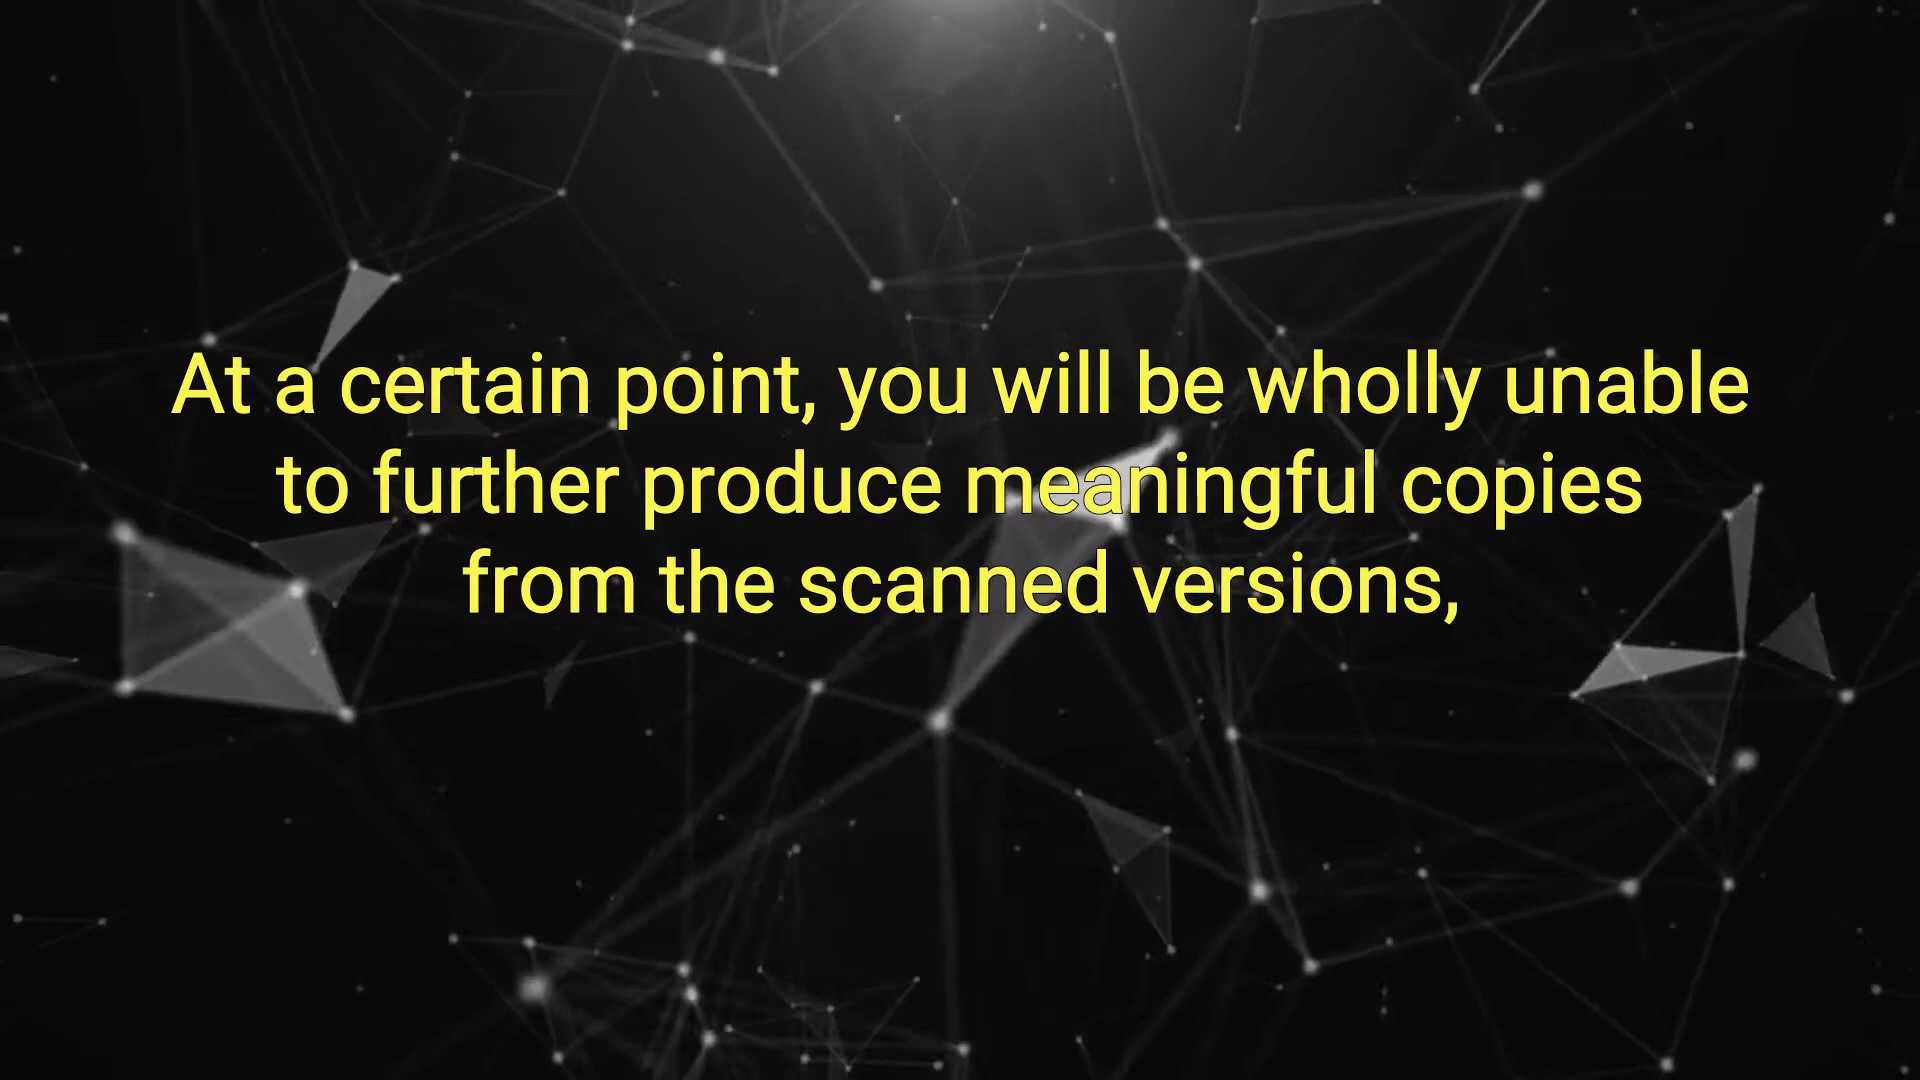 At a certain point, you will be wholly unable
to further produce meaningful copies
from the scanned versions,